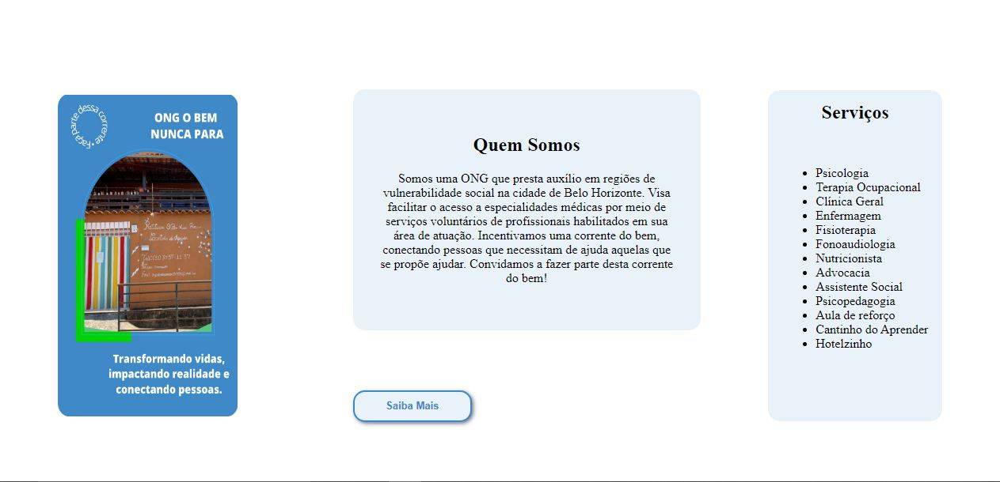 Faça parte dessa corrente •
ONG O BEM
NUNCA PARA
Transformando vidas,
impactando realidade e
conectando pessoas.
Quem Somos
Somos uma ONG que presta auxílio em regiões de
vulnerabilidade social na cidade de Belo Horizonte. Visa
facilitar o acesso a especialidades médicas por meio de
serviços voluntários de profissionais habilitados em sua
área de atuação. Incentivamos uma corrente do bem,
conectando pessoas que necessitam de ajuda aquelas que
se propõe ajudar. Convidamos a fazer parte desta corrente
do bem!
Saiba Mais
Serviços
Psicologia
Terapia Ocupacional
Clínica Geral
Enfermagem
Fisioterapia
Fonoaudiologia
Nutricionista
Advocacia
Assistente Social
Psicopedagogia
Aula de reforço
Cantinho do Aprender
Hotelzinho